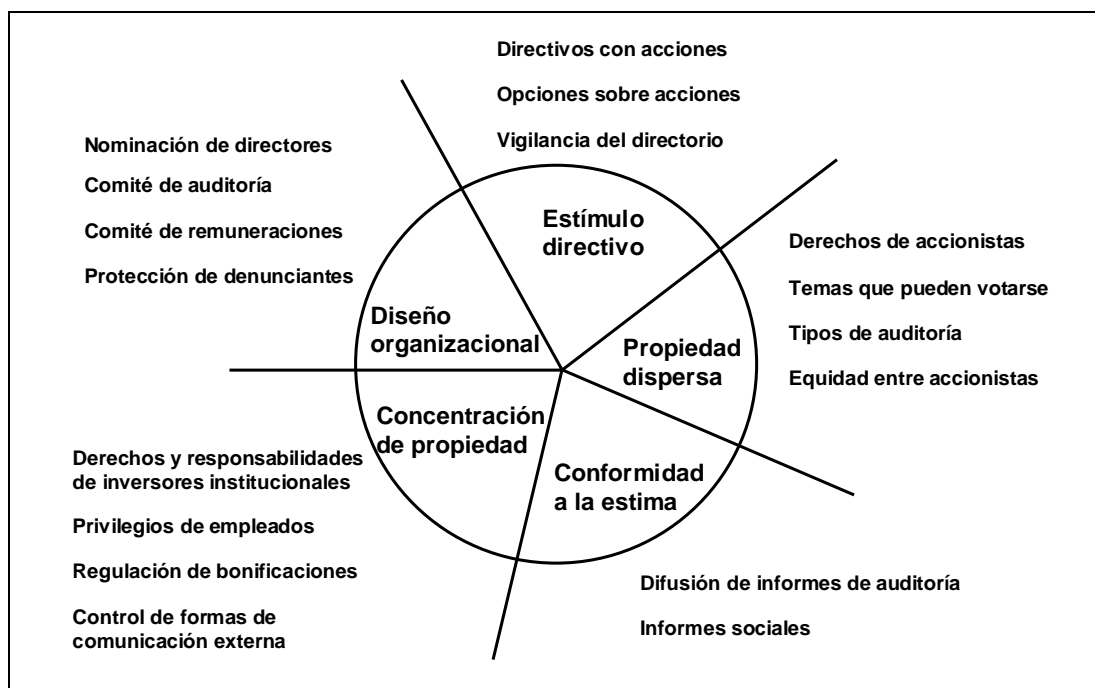 Directivos con acciones
Opciones sobre acciones
Vigilancia del directorio
Nominación de directores
Comité de auditoría
Comité de remuneraciones
Protección de denunciantes
Estímulo
directivo
Derechos de accionistas
Temas que pueden votarse
Tipos de auditoría
Equidad entre accionistas
Diseño
organizacional
Propiedad
dispersa
Concentración
de propiedad
Conformidad
a la estima
Derechos y responsabilidades
de inversores institucionales
Privilegios de empleados
Regulación de bonificaciones
Control de formas de
comunicación externa
Difusión de informes de auditoría
Informes sociales